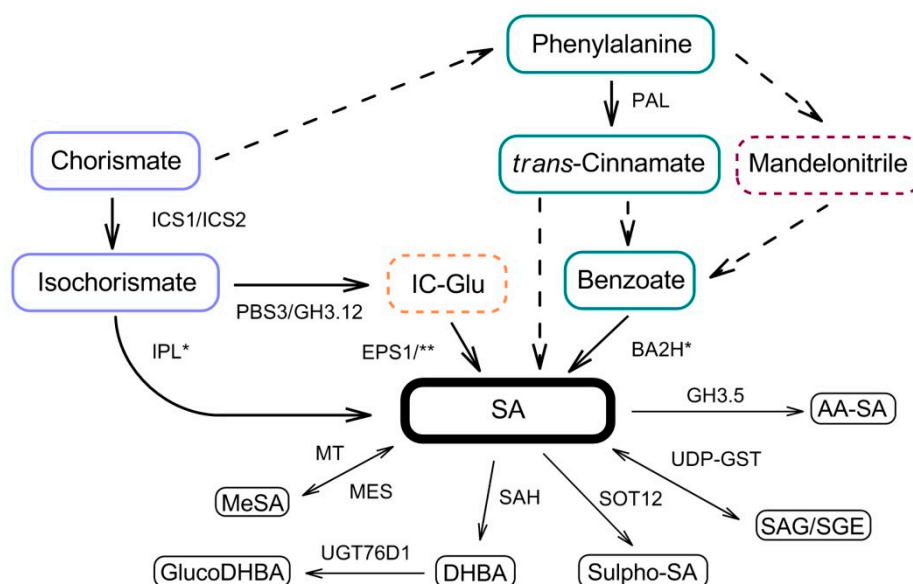 Phenylalanine
PAL
Chorismate
trans-Cinnamate
Mandelonitrile
ICS1/ICS2
Isochorismate
IC-Glu
Benzoate
PBS3/GH3.12
IPL*
EPS1/**
BA2H*
SA
GH3.5
AA-SA
MT
UDP-GST
MES
MeSA
SAH
SOT12
SAG/SGE
UGT76D1
GlucoDHBA
DHBA
Sulpho-SA